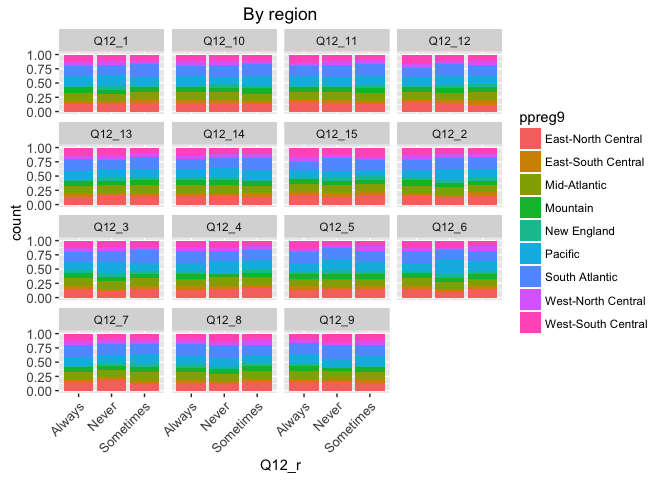 By region
Q12_1 Q12_10 Q12_11 Q12_12
1.00
0.75
0.50
0.25
0.00
Q12_13 Q12_14 Q12_15 Q12_2
1.00
0.75
0.50
0.25
0.00
Q12_3 Q12_4 Q12_5 Q12_6
1.00
0.75
0.50
0.25
0.00
Q12_7 Q12_8 Q12_9
1.00
0.75
0.50
0.25
0.00
count
Always Never Sometimes Always Never Sometimes Always Never Sometimes
Q12_r
ppreg9
East-North Central
East-South Central
Mid-Atlantic
Mountain
New England
Pacific
South Atlantic
West-North Central
West-South Central